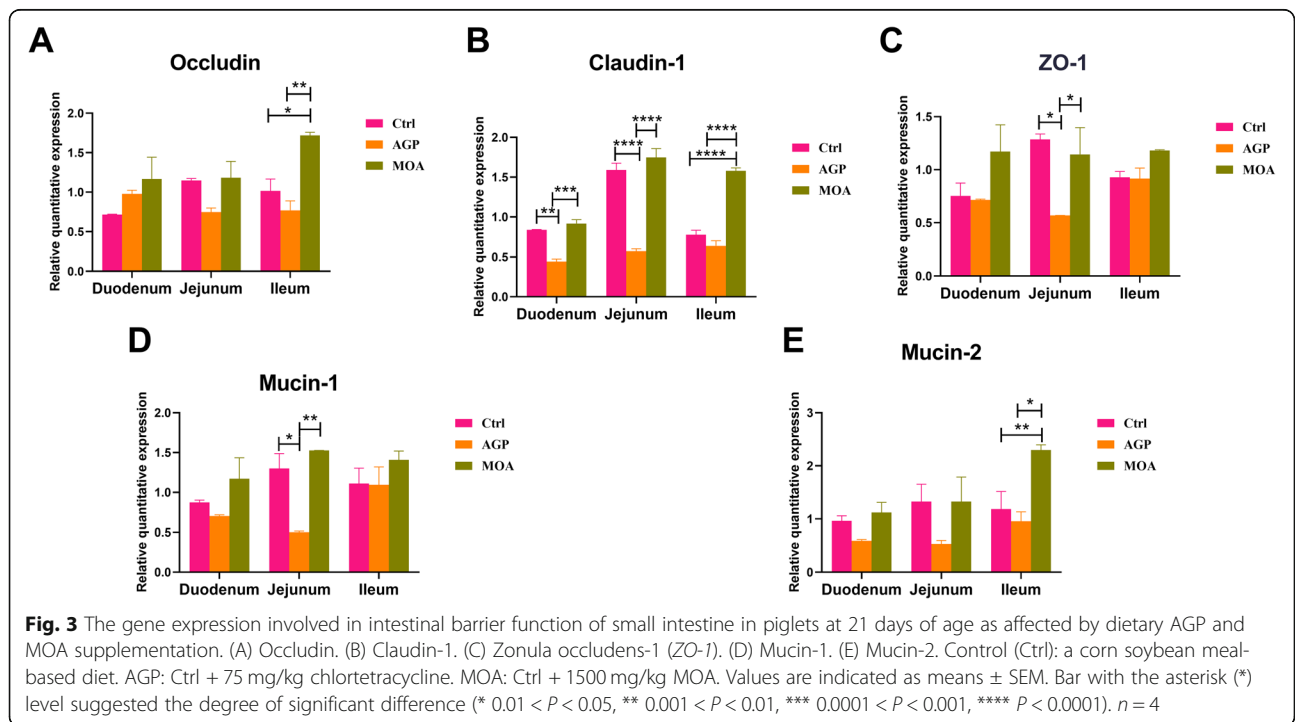 A
Occludin
Relative quantitative expression
2.0
1.5
1.0
0.5
0.0
*
**
Duodenum Jejunum Ileum
Ctrl
AGP
MOA
B
Claudin-1
Relative quantitative expression
2.0
1.5
1.0
0.5
0.0
**
***
****
****
****
****
Duodenum Jejunum Ileum
Ctrl
AGP
MOA
C
ZO-1
Relative quantitative expression
1.5
1.0
0.5
0.0
*
*
Duodenum Jejunum Ileum
Ctrl
AGP
MOA
D
Mucin-1
Relative quantitative expression
2.0
1.5
1.0
0.5
0.0
*
**
Duodenum Jejunum Ileum
Ctrl
AGP
MOA
E
Mucin-2
Relative quantitative expression
3
2
1
0
**
*
Duodenum Jejunum Ileum
Ctrl
AGP
MOA
Fig. 3 The gene expression involved in intestinal barrier function of small intestine in piglets at 21 days of age as affected by dietary AGP and
MOA supplementation. (A) Occludin. (B) Claudin-1. (C) Zonula occludens-1 (ZO-1). (D) Mucin-1. (E) Mucin-2. Control (Ctrl): a corn soybean meal-
based diet. AGP: Ctrl + 75 mg/kg chlortetracycline. MOA: Ctrl + 1500 mg/kg MOA. Values are indicated as means ± SEM. Bar with the asterisk (*)
level suggested the degree of significant difference (* 0.01 < P < 0.05, ** 0.001 < P < 0.01, *** 0.0001 < P < 0.001, **** P < 0.0001). n = 4